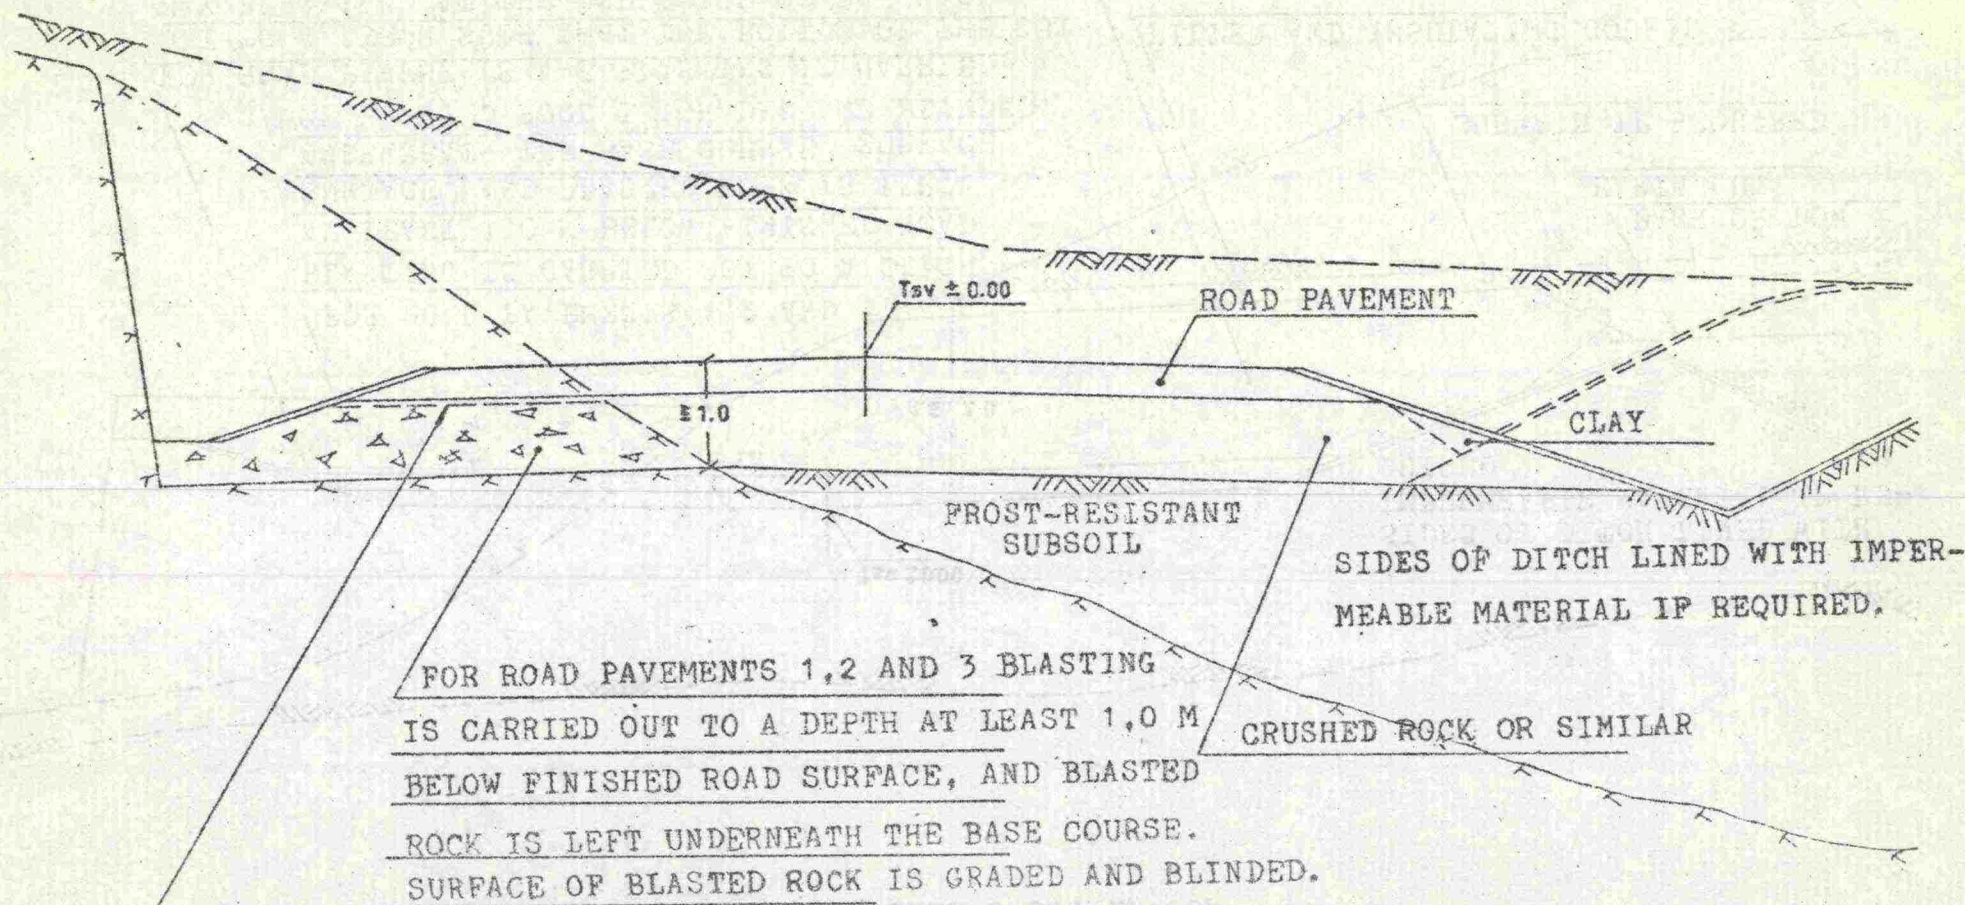 Tsv ± 0.00
ROAD PAVEMENT
≧1.0
CLAY
FROST-RESISTANT
SUBSOIL
SIDES OF DITCH LINED WITH IMPER-
MEABLE MATERIAL IF REQUIRED.
FOR ROAD PAVEMENTS 1,2 AND 3 BLASTING
IS CARRIED OUT TO A DEPTH AT LEAST 1,0 M
BELOW FINISHED ROAD SURFACE, AND BLASTED
ROCK IS LEFT UNDERNEATH THE BASE COURSE.
SURFACE OF BLASTED ROCK IS GRADED AND BLINDED.
CRUSHED ROCK OR SIMILAR